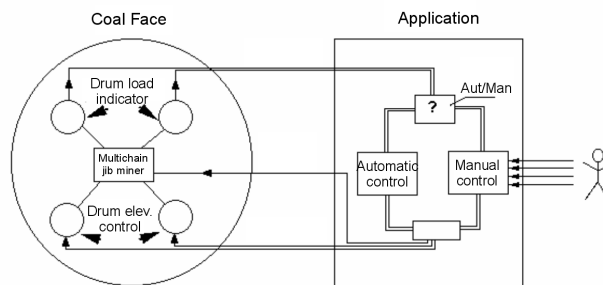 Coal Face
Application
Drum load
indicator
Aut/Man
?
Multichain
jib miner
Automatic
control
Manual
control
Drum elev.
control